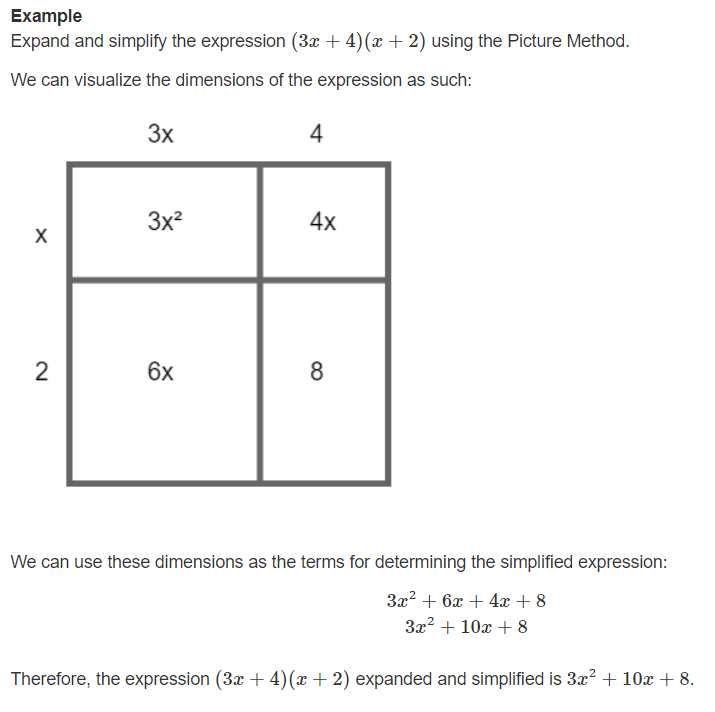 Example
Expand and simplify the expression (3x + 4)(x + 2) using the Picture Method.
We can visualize the dimensions of the expression as such:
3x 4
x 3x² 4x
2 6x 8
We can use these dimensions as the terms for determining the simplified expression:
3x² + 6x + 4x + 8
3x² + 10x + 8
Therefore, the expression (3x + 4)(x + 2) expanded and simplified is 3x² + 10x + 8.